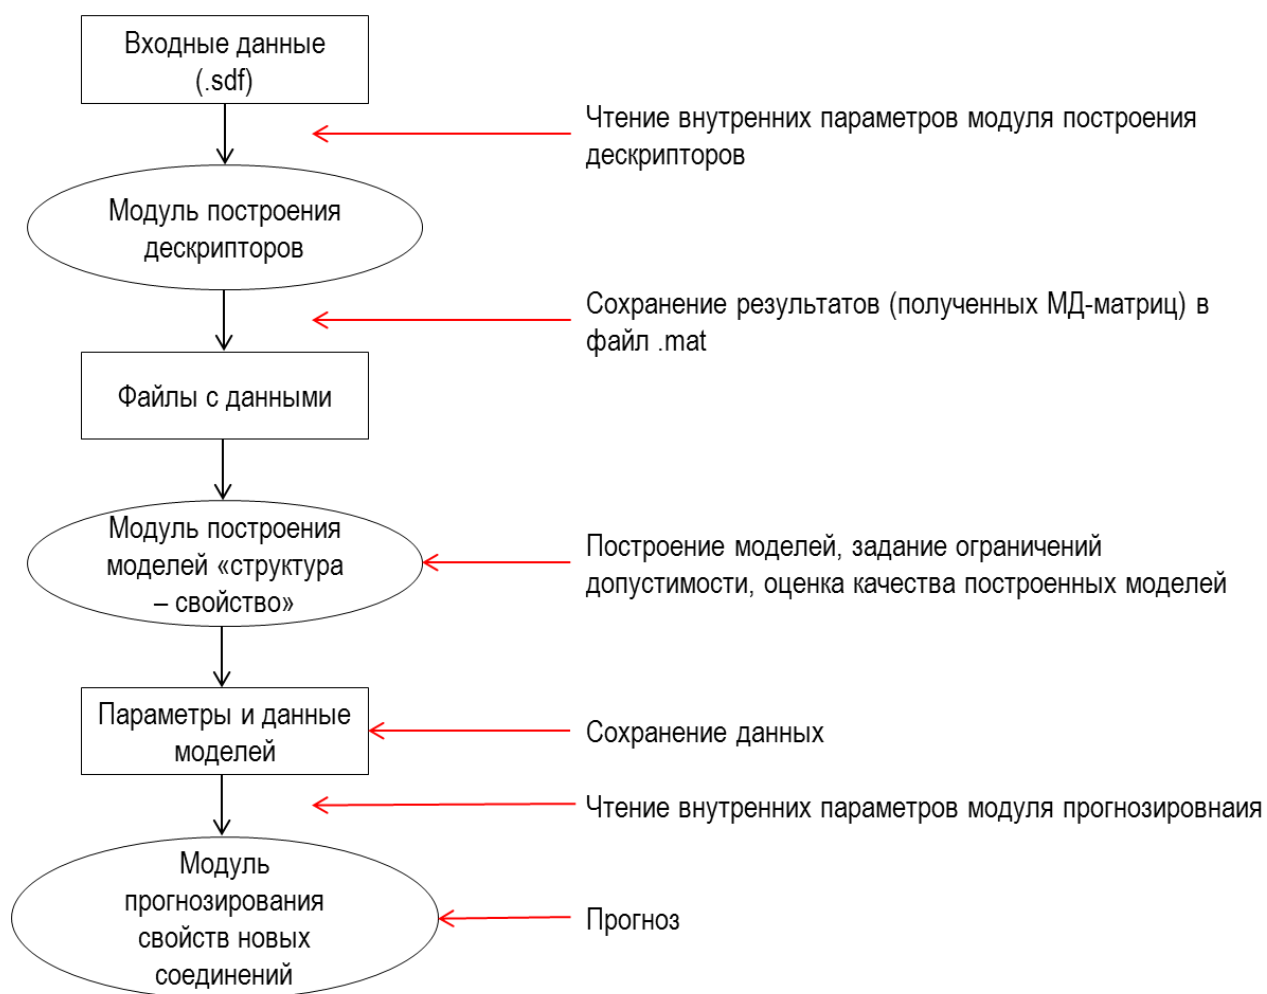 Входные данные
(.sdf)
Чтение внутренних параметров модуля построения
дескрипторов
Модуль построения
дескрипторов
Сохранение результатов (полученных МД-матриц) в
файл .mat
Файлы с данными
Модуль построения
моделей «структура
– свойство»
Построение моделей, задание ограничений
допустимости, оценка качества построенных моделей
Параметры и данные
моделей
Сохранение данных
Чтение внутренних параметров модуля прогнозировнаия
Модуль
прогнозирования
свойств новых
соединений
Прогноз